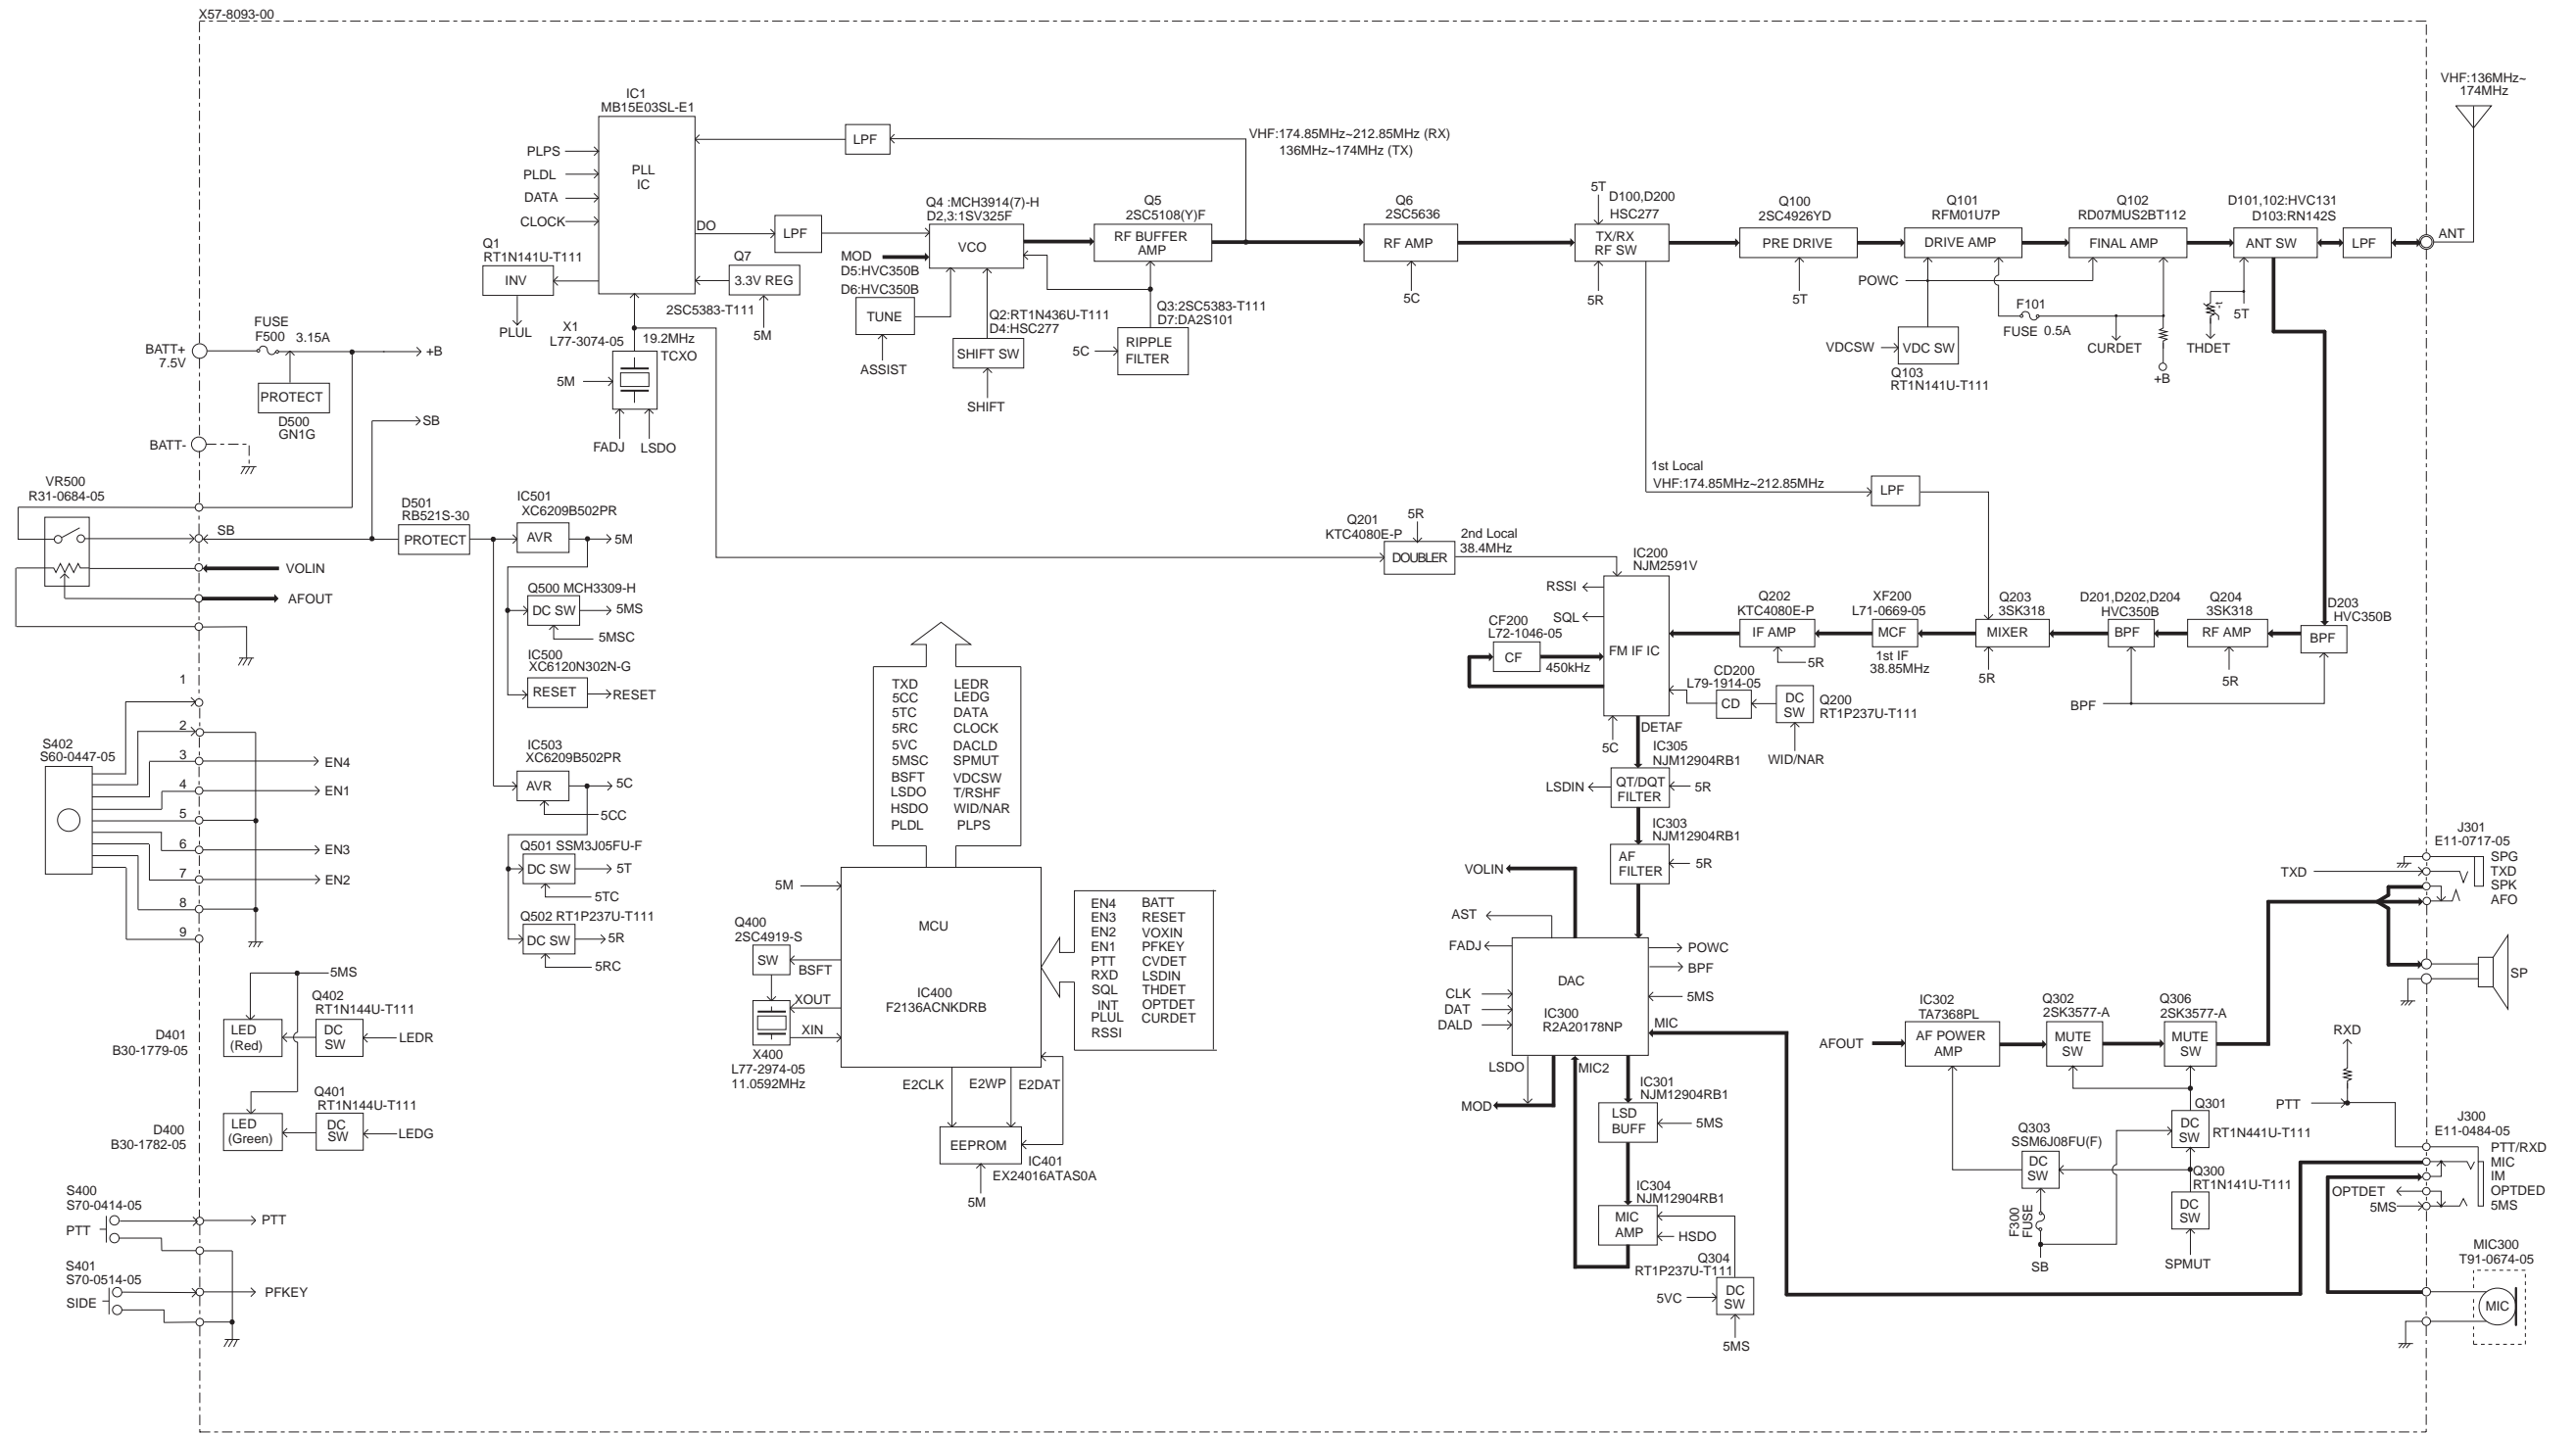 X57-8093-00
VHF:136MHz~
174MHz
ANT
IC1
MB15E03SL-E1
PLL
IC
PLPS
PLDL
DATA
CLOCK
DO
LPF
LPF
VHF:174.85MHz~212.85MHz (RX)
136MHz~174MHz (TX)
Q1
RT1N141U-T111
INV
PLUL
Q7
3.3V REG
2SC5383-T111
5M
X1
L77-3074-05
19.2MHz
TCXO
5M
FADJ
LSDO
Q4 :MCH3914(7)-H
D2,3:1SV325F
VCO
MOD
D5:HVC350B
D6:HVC350B
TUNE
ASSIST
Q2:RT1N436U-T111
D4:HSC277
SHIFT SW
SHIFT
Q5
2SC5108(Y)F
RF BUFFER
AMP
Q3:2SC5383-T111
D7:DA2S101
5C
RIPPLE
FILTER
Q6
2SC5636
RF AMP
5C
5T
D100,D200
HSC277
TX/RX
RF SW
5R
Q100
2SC4926YD
PRE DRIVE
5T
Q101
RFM01U7P
DRIVE AMP
POWC
VDCSW
VDC SW
Q103
RT1N141U-T111
F101
FUSE 0.5A
Q102
RD07MUS2BT112
FINAL AMP
CURDET
+B
D101,102:HVC131
D103:RN142S
ANT SW
-t
5T
THDET
LPF
FUSE
F500
3.15A
BATT+
7.5V
+B
PROTECT
D500
GN1G
SB
BATT-
VR500
R31-0684-05
SB
VOLIN
AFOUT
D501
RB521S-30
PROTECT
IC501
XC6209B502PR
AVR
5M
Q500 MCH3309-H
DC SW
5MS
5MSC
IC500
XC6120N302N-G
RESET
RESET
IC503
XC6209B502PR
AVR
5C
5CC
Q501 SSM3J05FU-F
DC SW
5T
5TC
Q502 RT1P237U-T111
DC SW
5R
5RC
1st Local
VHF:174.85MHz~212.85MHz
LPF
Q201
KTC4080E-P
5R
DOUBLER
2nd Local
38.4MHz
IC200
NJM2591V
FM IF IC
RSSI
SQL
CF200
L72-1046-05
CF
450kHz
5C
DETAF
Q202
KTC4080E-P
IF AMP
5R
XF200
L71-0669-05
MCF
1st IF
38.85MHz
Q203
3SK318
MIXER
5R
D201,D202,D204
HVC350B
BPF
Q204
3SK318
RF AMP
5R
D203
HVC350B
BPF
BPF
CD200
L79-1914-05
CD
DC
SW
Q200
RT1P237U-T111
WID/NAR
IC305
NJM12904RB1
QT/DQT
FILTER
LSDIN
5R
IC303
NJM12904RB1
AF
FILTER
5R
VOLIN
AST
FADJ
POWC
BPF
5MS
MIC
CLK
DAT
DALD
DAC
IC300
R2A20178NP
LSDO
MIC2
MOD
IC301
NJM12904RB1
LSD
BUFF
5MS
IC304
NJM12904RB1
MIC
AMP
HSDO
Q304
RT1P237U-T111
5VC
DC
SW
5MS
S402
S60-0447-05
1
2
3
4
5
6
7
8
9
EN4
EN1
EN3
EN2
5MS
Q402
RT1N144U-T111
LED
(Red)
DC
SW
LEDR
D401
B30-1779-05
Q401
RT1N144U-T111
LED
(Green)
DC
SW
LEDG
D400
B30-1782-05
S400
S70-0414-05
PTT
PTT
S401
S70-0514-05
SIDE
PFKEY
TXD LEDR
5CC LEDG
5TC DATA
5RC CLOCK
5VC DACLD
5MSC SPMUT
BSFT VDCSW
LSDO T/RSHF
HSDO WID/NAR
PLDL PLPS
5M
MCU
IC400
F2136ACNKDRB
Q400
2SC4919-S
SW
BSFT
XOUT
XIN
X400
L77-2974-05
11.0592MHz
E2CLK
E2WP
E2DAT
EEPROM
IC401
EX24016ATAS0A
5M
EN4 BATT
EN3 RESET
EN2 VOXIN
EN1 PFKEY
PTT CVDET
RXD LSDIN
SQL THDET
INT OPTDET
PLUL CURDET
RSSI
AFOUT
IC302
TA7368PL
AF POWER
AMP
Q302
2SK3577-A
MUTE
SW
Q306
2SK3577-A
MUTE
SW
Q301
DC
SW
RT1N441U-T111
Q303
SSM6J08FU(F)
DC
SW
F300
FUSE
SB
Q300
RT1N141U-T111
DC
SW
SPMUT
J301
E11-0717-05
SPG
TXD
TXD
SPK
AFO
SP
RXD
PTT
J300
E11-0484-05
PTT/RXD
MIC
IM
OPTDET
OPTDED
5MS
5MS
MIC300
T91-0674-05
MIC